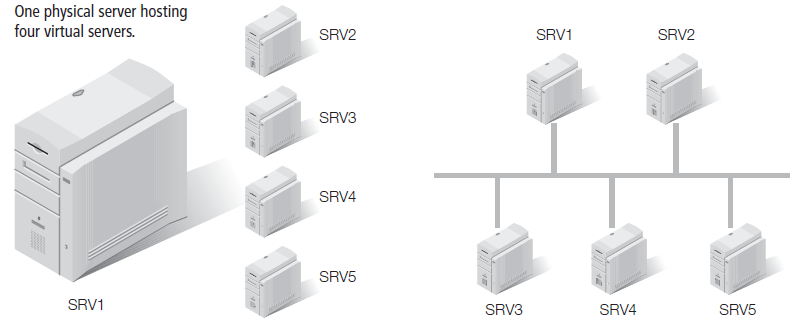 One physical server hosting
four virtual servers.
SRV2
SRV3
SRV4
SRV5
SRV1
SRV1
SRV2
SRV3
SRV4
SRV5